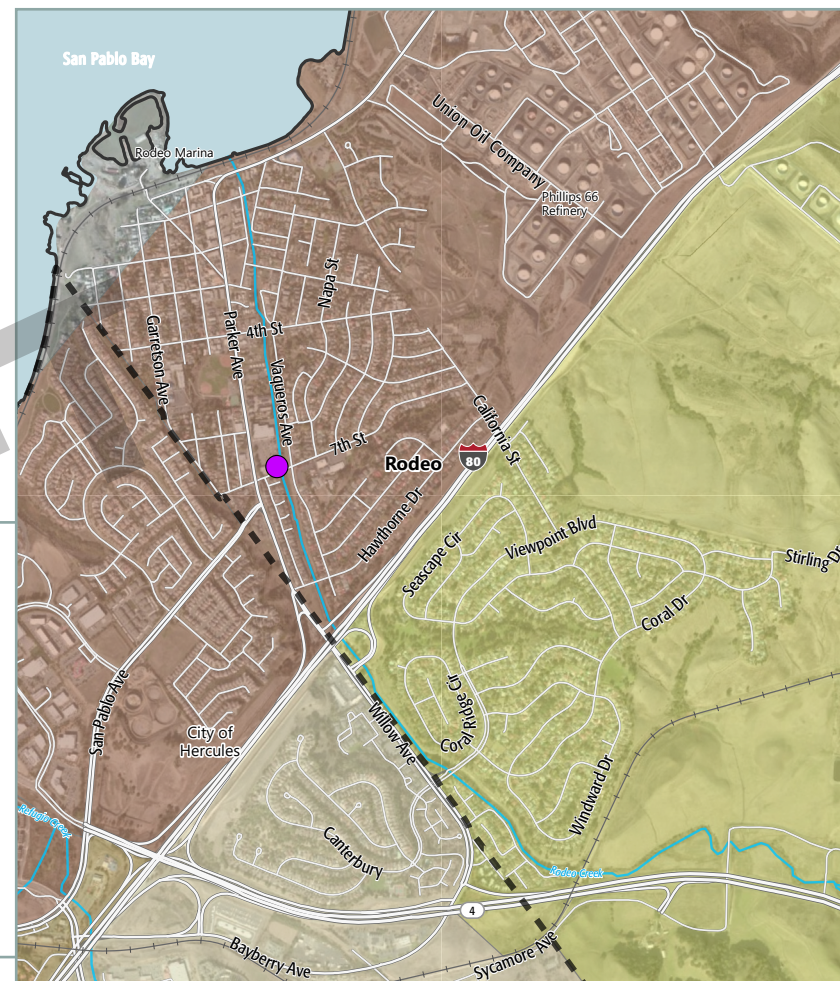 San Pablo Bay
Rodeo Marina
Union Oil Company
Phillips 66
Refinery
Napa St
4th St
Garretson Ave
Parker Ave
Vaqueros Ave
7th St
California St
Rodeo
80
Hawthorne Dr
Seascape Cir
Viewpoint Blvd
Stirling Dr
Coral Dr
San Pablo Ave
City of
Hercules
Willow Ave
Coral Ridge Cir
Windward Dr
Refugio Creek
Canterbury
Rodeo Creek
4
Bayberry Ave
Sycamore Ave